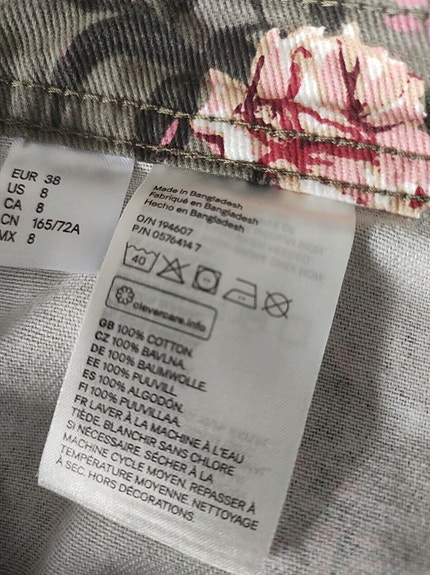 EUR 38
US 8
CA 8
CN 165/72A
MX 8
Made in Bangladesh
Fabriqué en Bangladesh
Hecho en Bangladesh
O/N 194607
P/N 0576414 7
40
clevercare.info
GB 100% COTTON.
CZ 100% BAVLNA.
DE 100% BAUMWOLLE.
EE 100% PUUVILL.
ES 100% ALGODÓN.
FI 100% PUUVILLAA.
FR LAVER À LA MACHINE À L'EAU
TIÈDE. BLANCHIR SANS CHLORE
SI NÉCESSAIRE. SÉCHER À LA
MACHINE CYCLE MOYEN, REPASSER À
TEMPÉRATURE MOYENNE. NETTOYAGE
À SEC. HORS DÉCORATIONS.